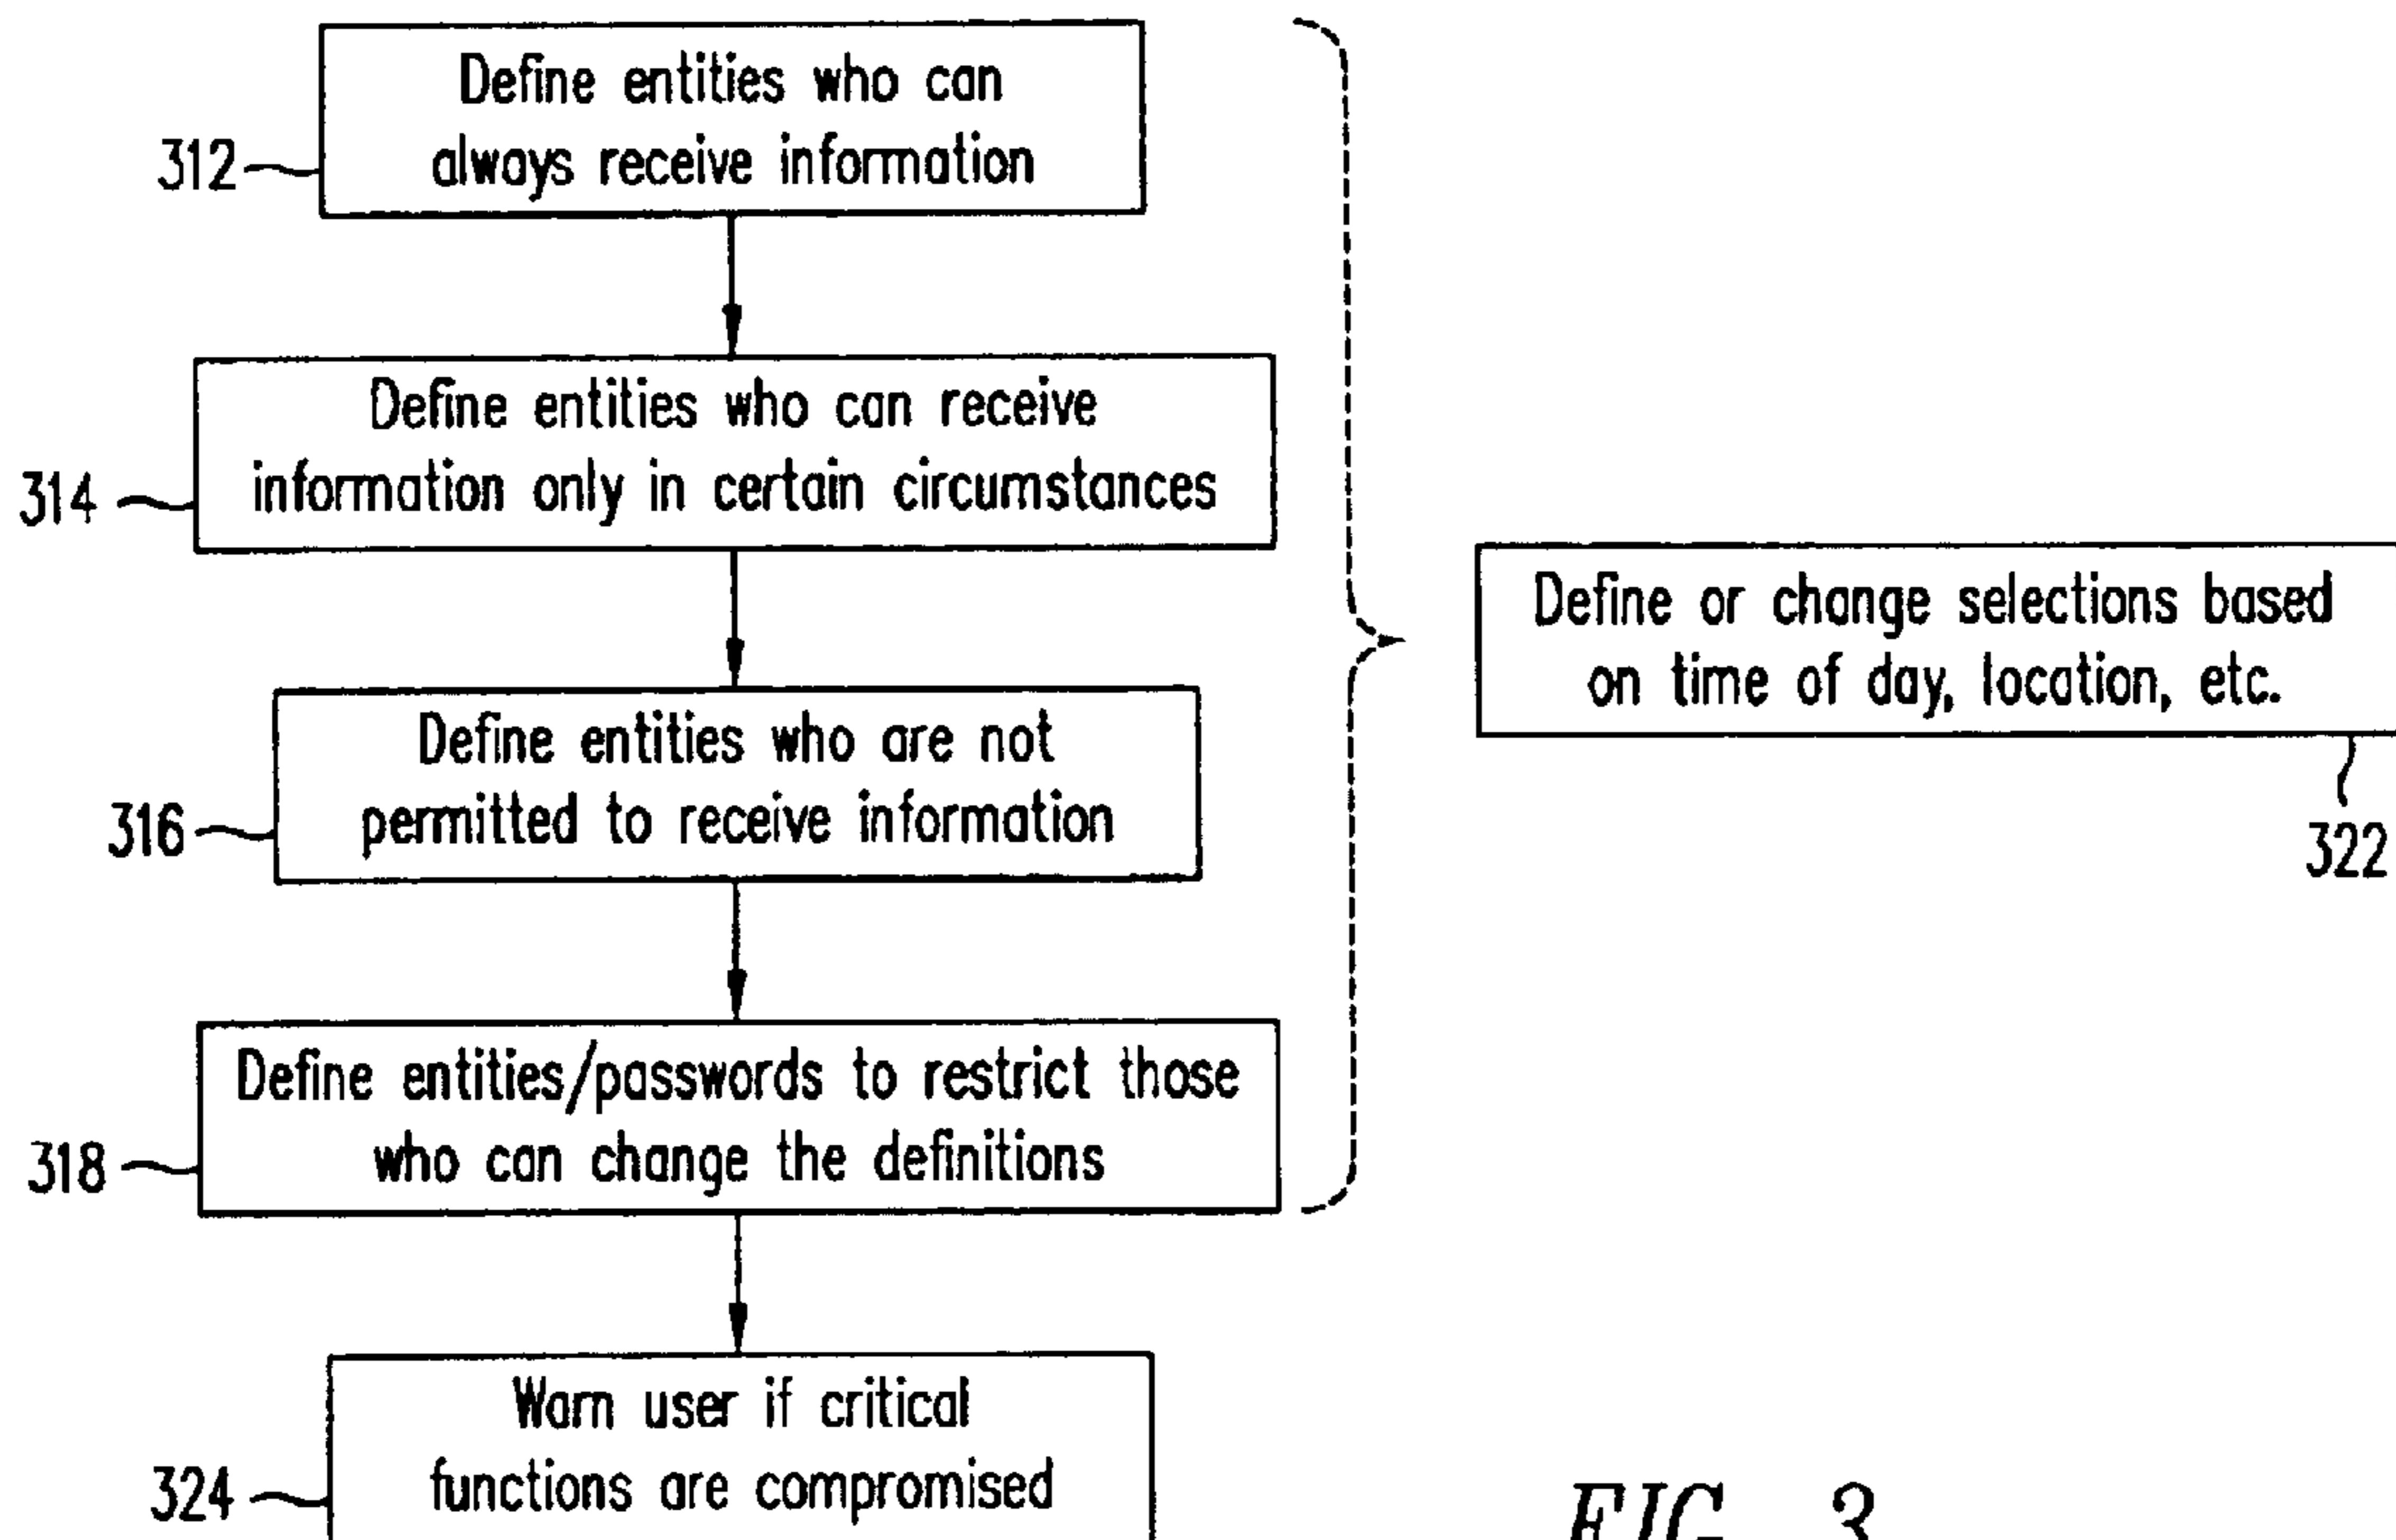 Define entities who can
always receive information
312
Define entities who can receive
information only in certain circumstances
314
Define entities who are not
permitted to receive information
316
Define entities/passwords to restrict those
who can change the definitions
318
Warn user if critical
functions are compromised
324
Define or change selections based
on time of day, location, etc.
322
FIG. 3